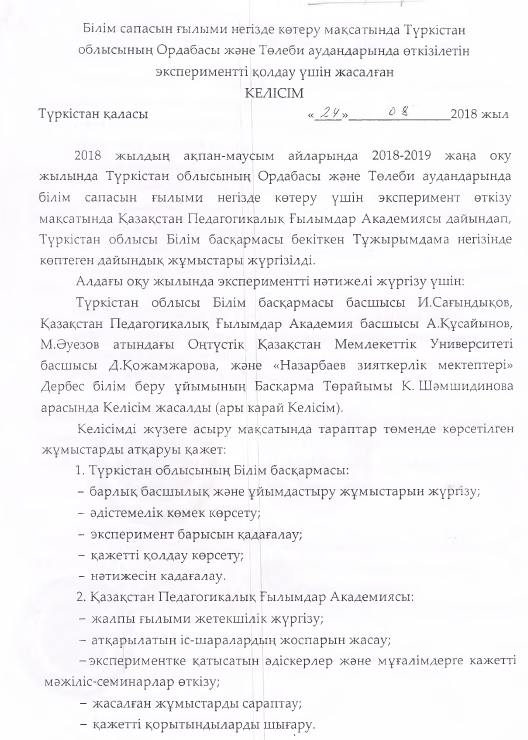 Білім сапасын ғылыми негізде көтеру мақсатында Түркістан
облысының Ордабасы және Төлеби аудандарында өткізілетін
экспериментті қолдау үшін жасалған
КЕЛІСІМ
Түркістан қаласы «24» 08 2018 жыл
2018 жылдың ақпан-маусым айларында 2018-2019 жаңа оқу
жылында Түркістан облысының Ордабасы және Төлеби аудандарында
білім сапасын ғылыми негізде көтеру үшін эксперимент өткізу
мақсатында Қазақстан Педагогикалық Ғылымдар Академиясы дайындап,
Түркістан облысы Білім басқармасы бекіткен Тұжырымдама негізінде
көптеген дайындық жұмыстары жүргізілді.
Алдағы оқу жылында экспериментті нәтижелі жүргізу үшін:
Түркістан облысы Білім басқармасы басшысы И.Сағындықов,
Қазақстан Педагогикалық Ғылымдар Академия басшысы А.Құсайынов,
М.Әуезов атындағы Оңтүстік Қазақстан Мемлекеттік Университеті
басшысы Д.Қожамжарова, және «Назарбаев зияткерлік мектептері»
Дербес білім беру ұйымының Басқарма Төрайымы К. Шәмшидинова
арасында Келісім жасалды (ары қарай Келісім).
Келісімді жүзеге асыру мақсатында тараптар төменде көрсетілген
жұмыстарды атқаруы қажет:
1. Түркістан облысының Білім басқармасы:
– барлық басшылық және ұйымдастыру жұмыстарын жүргізу;
– әдістемелік көмек көрсету;
– эксперимент барысын қадағалау;
– қажетті қолдау көрсету;
– нәтижесін кадағалау.
2. Қазақстан Педагогикалық Ғылымдар Академиясы:
– жалпы ғылыми жетекшілік жүргізу;
– атқарылатын іс-шаралардың жоспарын жасау;
–экспериментке қатысатын әдіскерлер және мұғалімдерге кажетті
мәжіліс-семинарлар өткізу;
– жасалған жұмыстарды сараптау;
– қажетті қорытындыларды шығару.